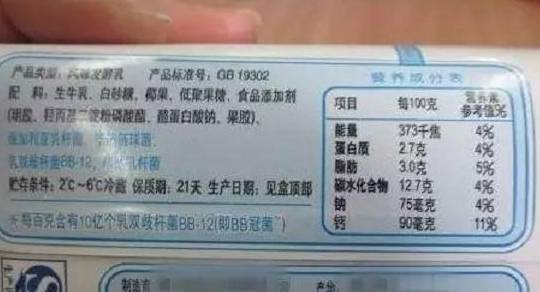 产品类型：风味发酵乳 产品标准号：GB 19302
配 料：生牛乳、白砂糖、椰果、低聚果糖、食品添加剂
(明胶、羟丙基二淀粉磷酸酯、酪蛋白酸钠、果胶)、
保加利亚乳杆菌、嗜热链球菌、
乳双歧杆菌BB-12、乳杆菌
贮存条件：2℃~6℃冷藏 保质期：21天 生产日期：见盒顶部
※每百克含有10亿个乳双歧杆菌BB-12(即BB冠菌™)
营养成分表
项目 每100克 营养素参考值%
能量 373千焦 4%
蛋白质 2.7克 4%
脂肪 3.0克 5%
碳水化合物 12.7克 4%
钠 75毫克 4%
钙 90毫克 11%
制造商
产地：